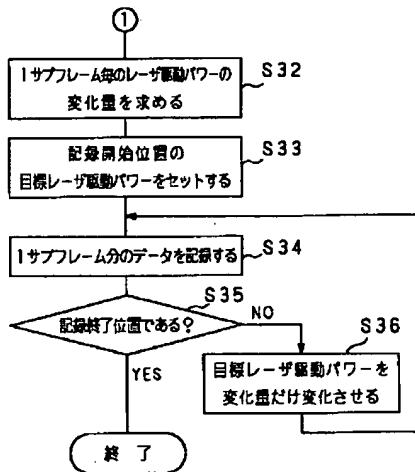 1
1サブフレーム毎のレーザ駆動パワーの
変化量を求める
S32
記録開始位置の
目標レーザ駆動パワーをセットする
S33
1サブフレーム分のデータを記録する
S34
記録終了位置である?
S35
NO
YES
目標レーザ駆動パワーを
変化量だけ変化させる
S36
終了